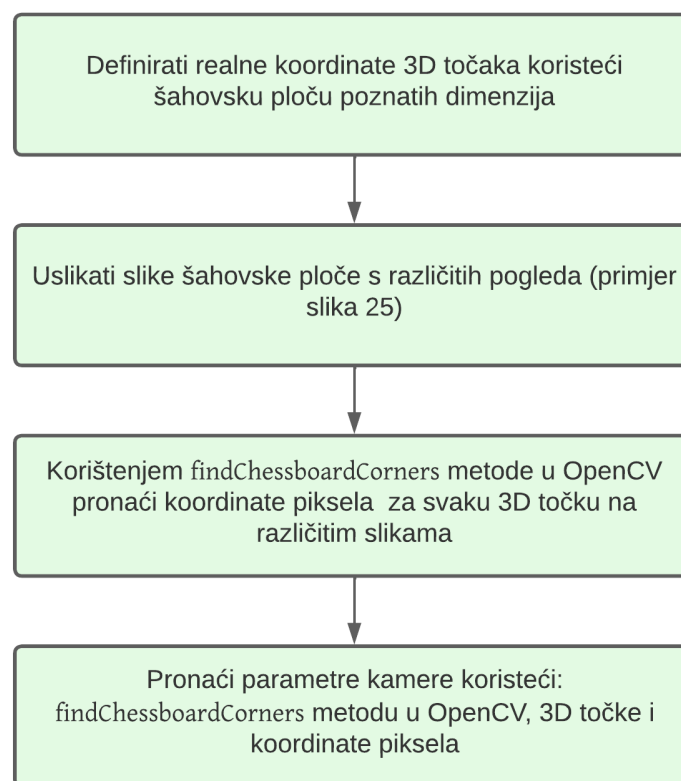 Definirati realne koordinate 3D točaka koristeći
šahovsku ploču poznatih dimenzija
Uslikati slike šahovske ploče s različitih pogleda (primjer
slika 25)
Korištenjem findChessboardCorners metode u OpenCV
pronaći koordinate piksela  za svaku 3D točku na
različitim slikama
Pronaći parametre kamere koristeći:
findChessboardCorners metodu u OpenCV, 3D točke i
koordinate piksela